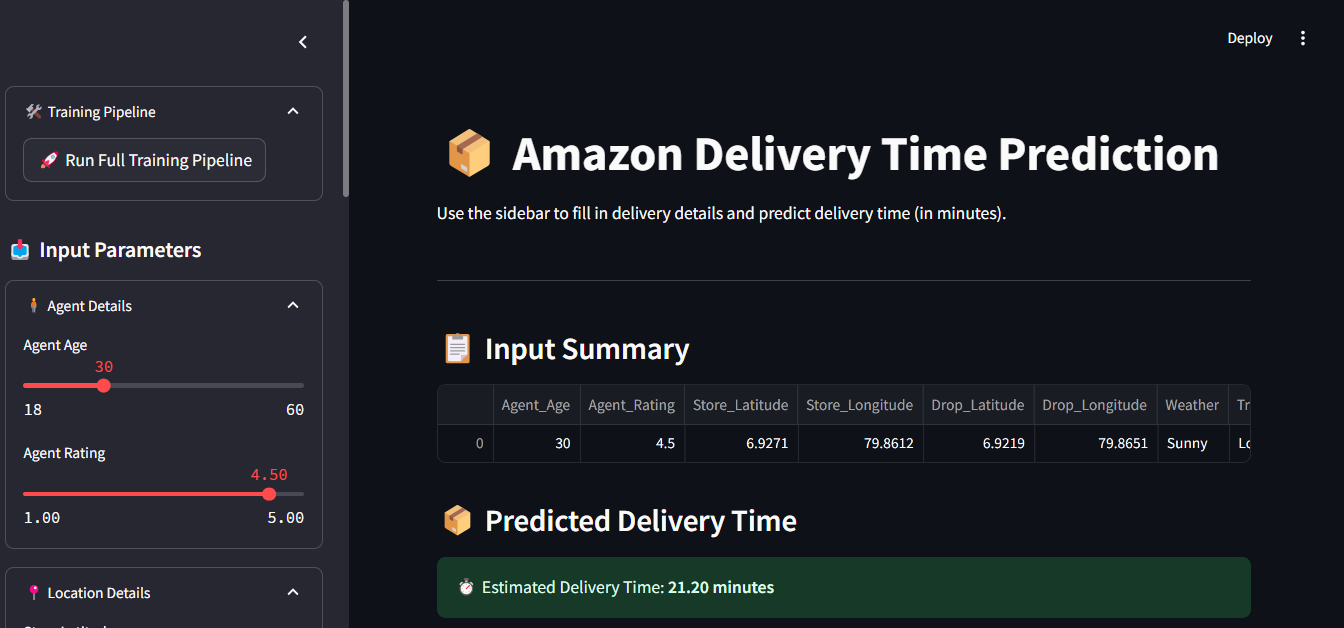 Deploy
Training Pipeline
Run Full Training Pipeline
Input Parameters
Agent Details
Agent Age
30
18 60
Agent Rating
4.50
1.00 5.00
Location Details
Amazon Delivery Time Prediction
Use the sidebar to fill in delivery details and predict delivery time (in minutes).
Input Summary
Agent_Age Agent_Rating Store_Latitude Store_Longitude Drop_Latitude Drop_Longitude Weather Tr
0 30 4.5 6.9271 79.8612 6.9219 79.8651 Sunny
Predicted Delivery Time
Estimated Delivery Time: 21.20 minutes